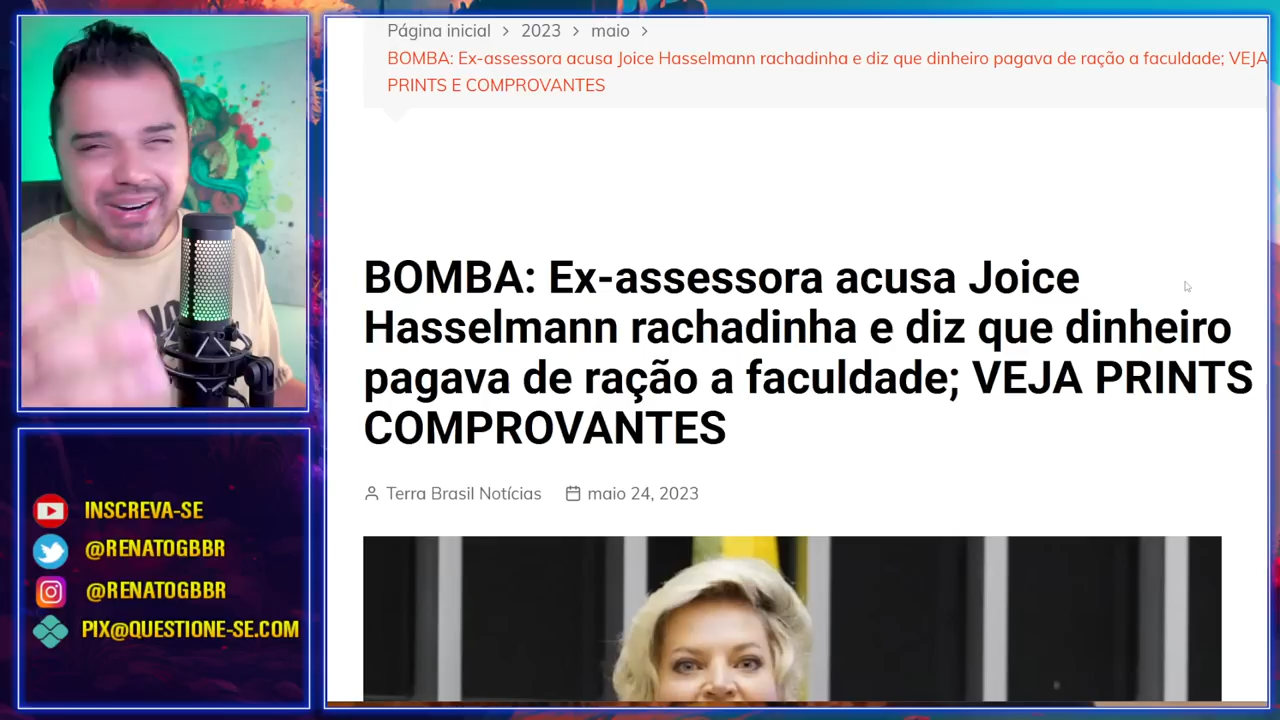 Página inicial > 2023 > maio >
BOMBA: Ex-assessora acusa Joice Hasselmann rachadinha e diz que dinheiro pagava de ração a faculdade; VEJA
PRINTS E COMPROVANTES
BOMBA: Ex-assessora acusa Joice
Hasselmann rachadinha e diz que dinheiro
pagava de ração a faculdade; VEJA PRINTS
COMPROVANTES
Terra Brasil Notícias maio 24, 2023
INSCREVA-SE
@RENATOGBBR
@RENATOGBBR
PIX@QUESTIONE-SE.COM